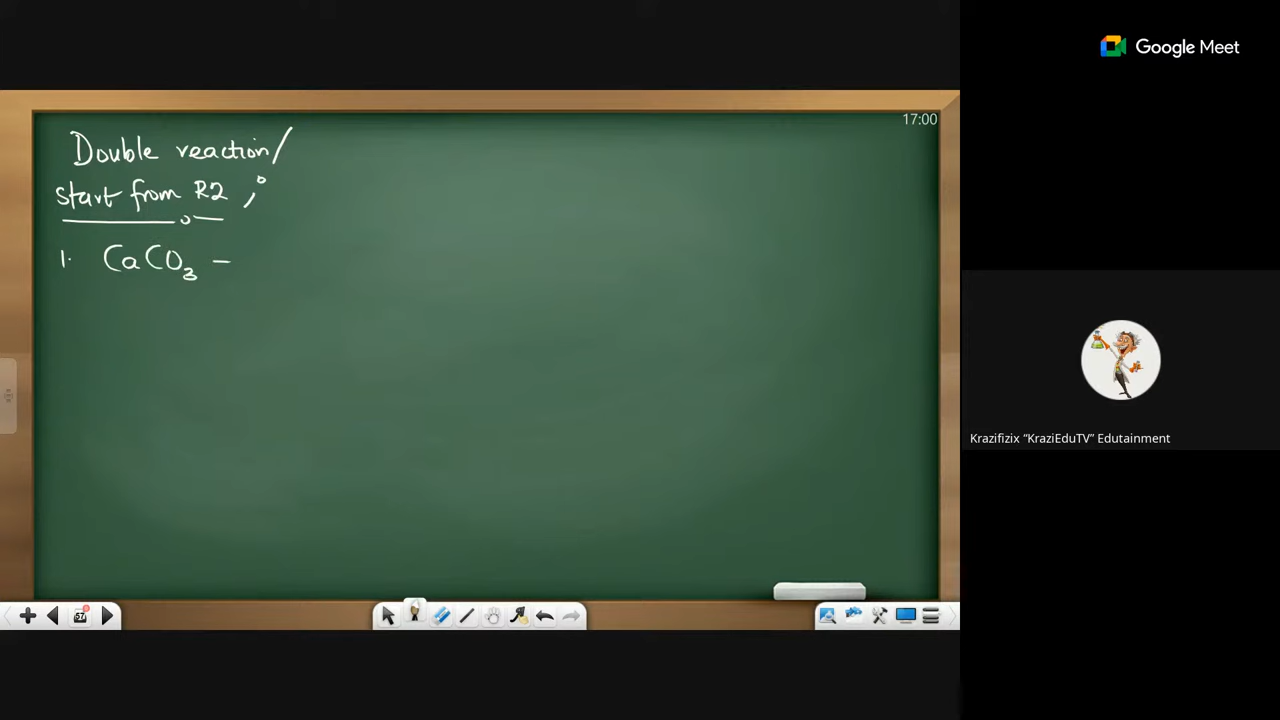 Google Meet
17:00
Double reaction/
start from R2 ;
1. CaCO₃ –
Krazifizix “KraziEduTV” Edutainment